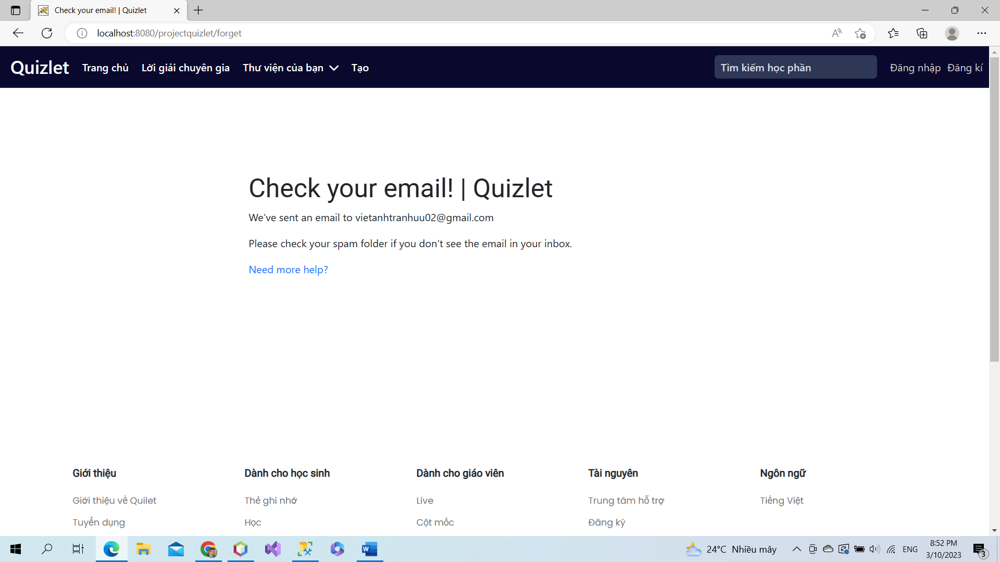 Check your email! | Quizlet
localhost:8080/projectquizlet/forget
Quizlet Trang chủ Lời giải chuyên gia Thư viện của bạn Tạo Tìm kiếm học phần Đăng nhập Đăng kí
Check your email! | Quizlet
We've sent an email to vietanhtranhuu02@gmail.com
Please check your spam folder if you don't see the email in your inbox.
Need more help?
Giới thiệu Dành cho học sinh Dành cho giáo viên Tài nguyên Ngôn ngữ
Giới thiệu về Quilet Thẻ ghi nhớ Live Trung tâm hỗ trợ Tiếng Việt
Tuyển dụng Học Cột mốc Đăng ký
24°C Nhiều mây ENG 8:52 PM
3/10/2023 3